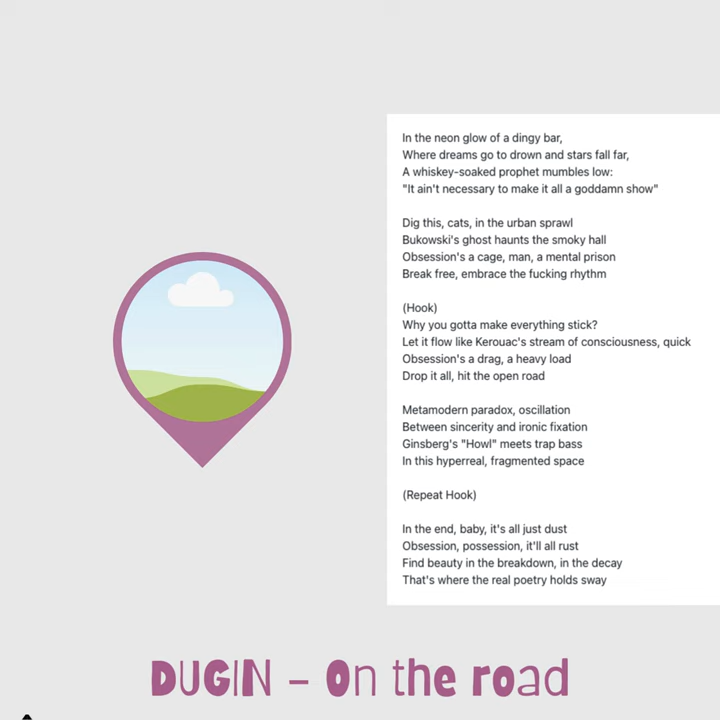 In the neon glow of a dingy bar,
Where dreams go to drown and stars fall far,
A whiskey-soaked prophet mumbles low:
"It ain't necessary to make it all a goddamn show"
Dig this, cats, in the urban sprawl
Bukowski's ghost haunts the smoky hall
Obsession's a cage, man, a mental prison
Break free, embrace the fucking rhythm
(Hook)
Why you gotta make everything stick?
Let it flow like Kerouac's stream of consciousness, quick
Obsession's a drag, a heavy load
Drop it all, hit the open road
Metamodern paradox, oscillation
Between sincerity and ironic fixation
Ginsberg's "Howl" meets trap bass
In this hyperreal, fragmented space
(Repeat Hook)
In the end, baby, it's all just dust
Obsession, possession, it'll all rust
Find beauty in the breakdown, in the decay
That's where the real poetry holds sway
DUGIN – On the road